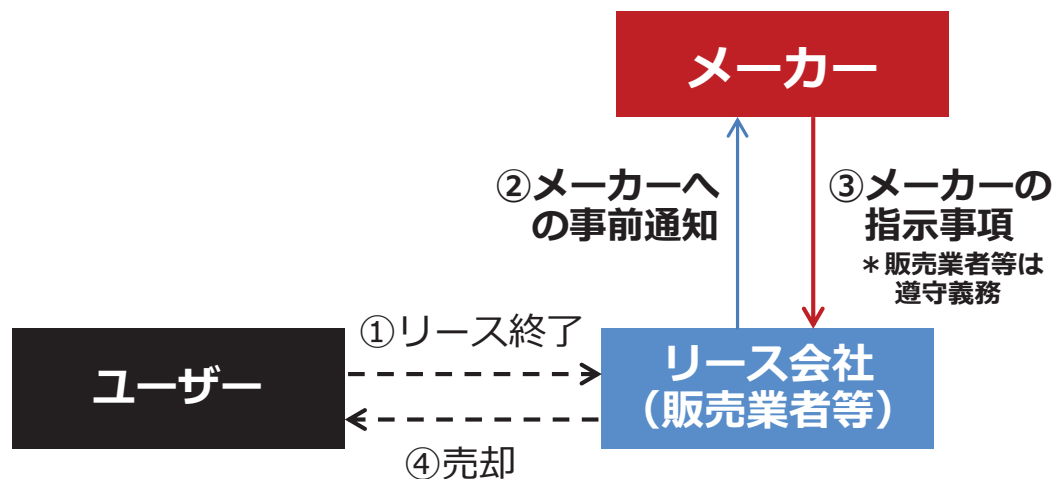 メーカー
②メーカーへ
の事前通知
③メーカーの
指示事項
＊販売業者等は
遵守義務
①リース終了
ユーザー
リース会社
（販売業者等）
④売却